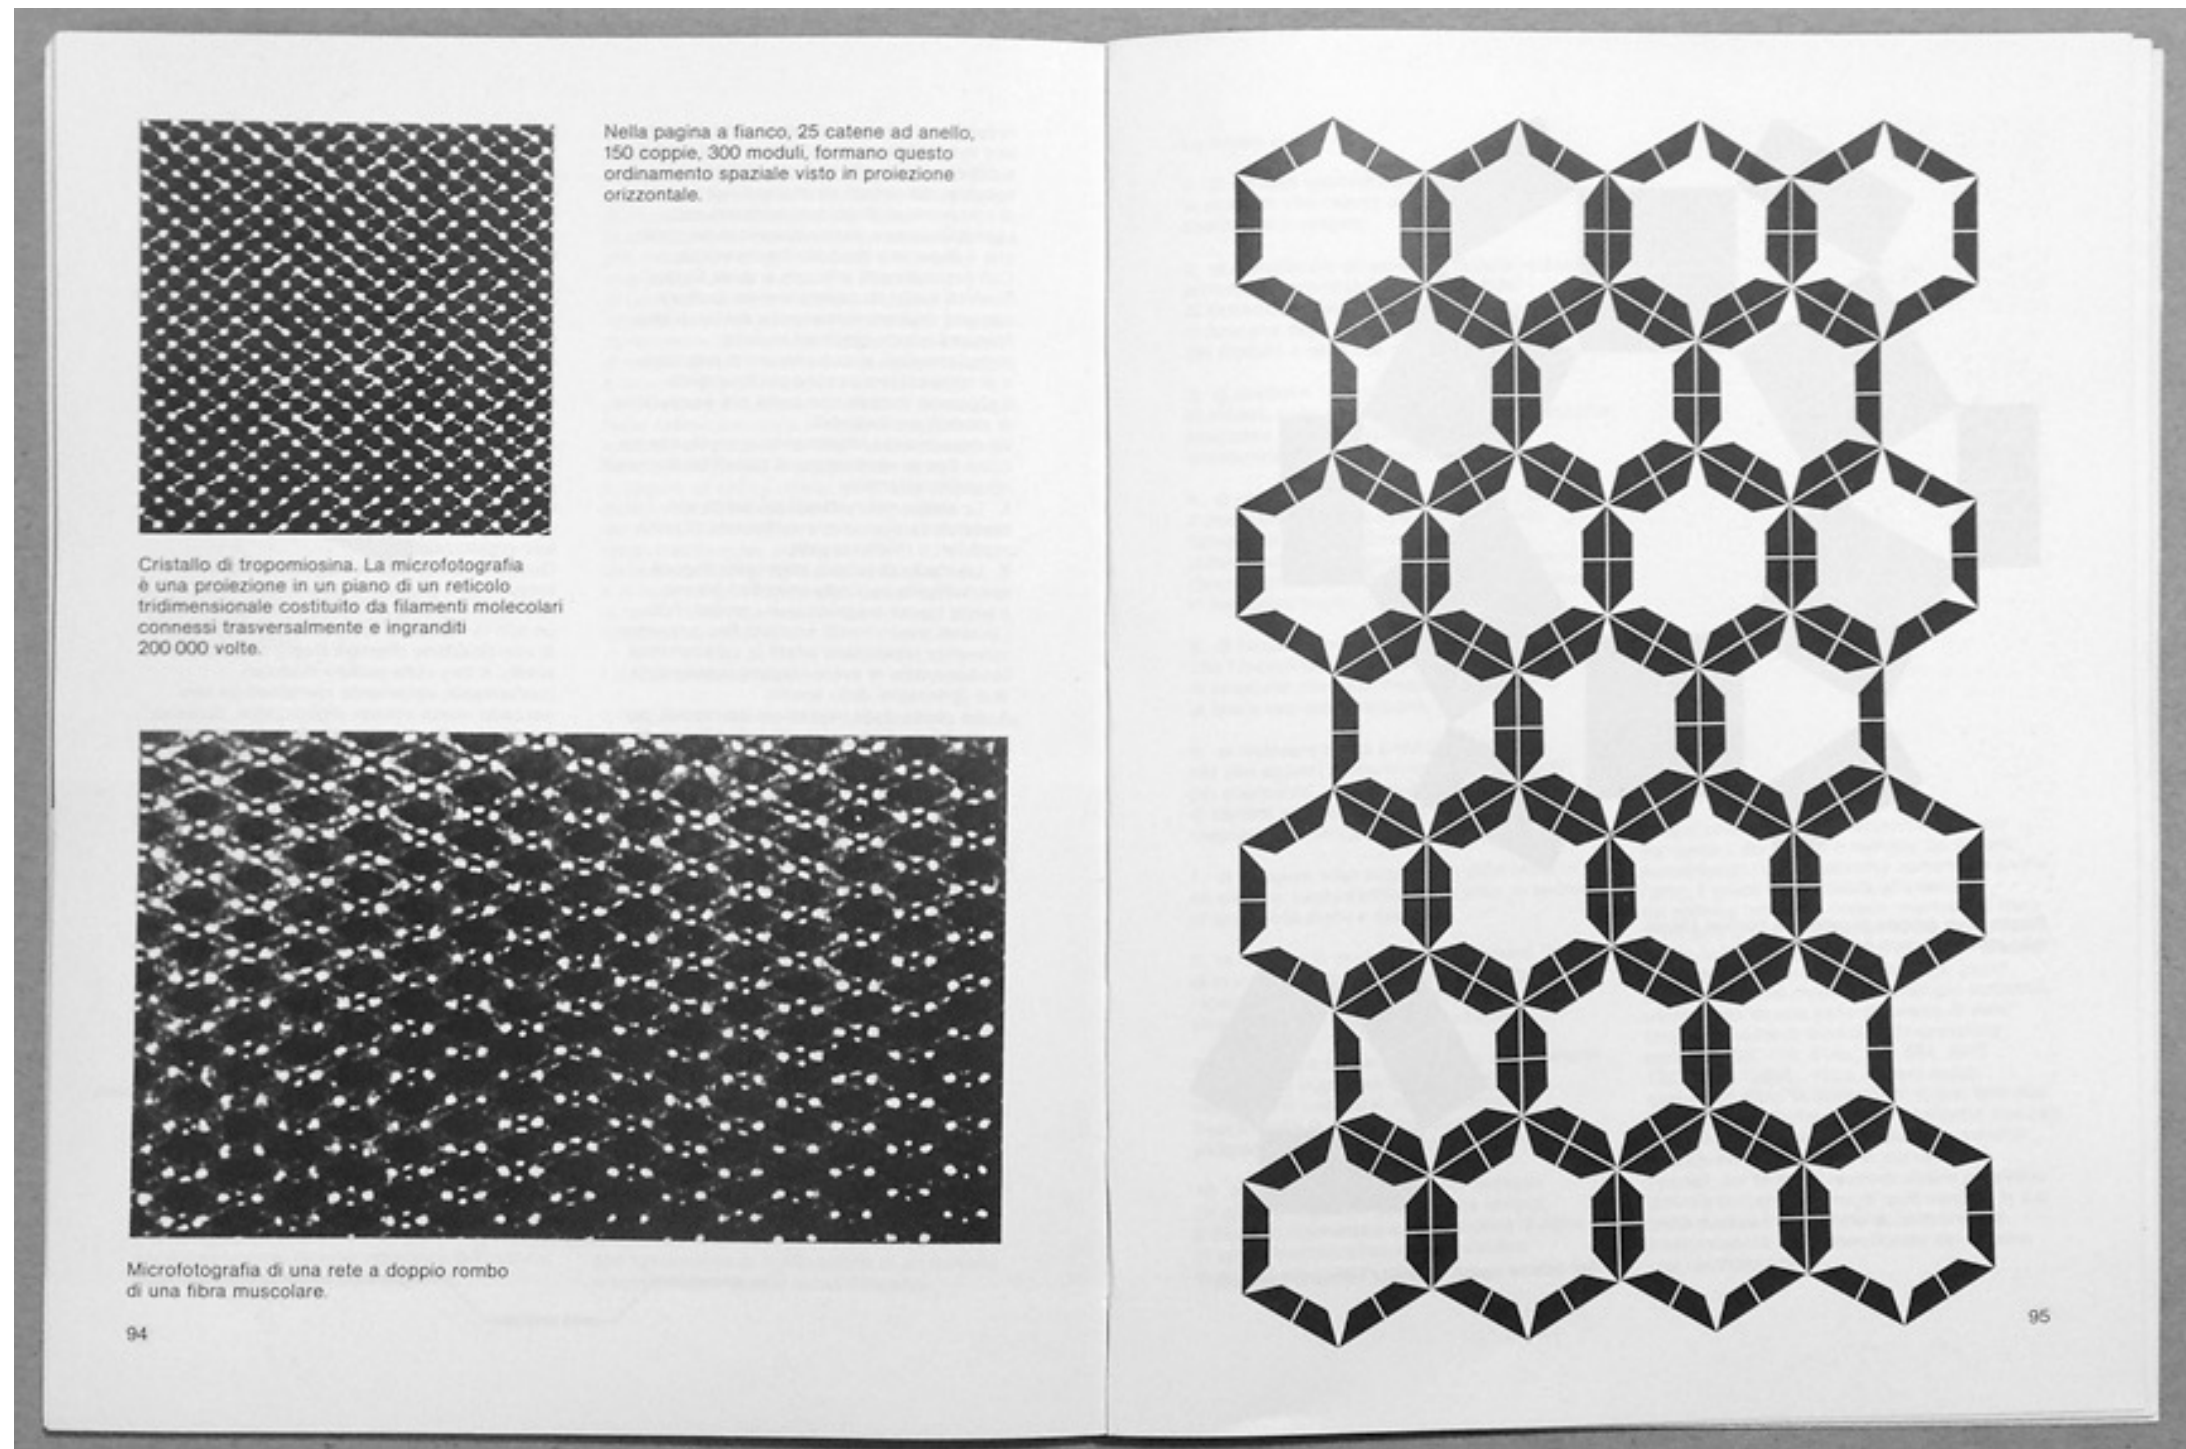 Nella pagina a fianco, 25 catene ad anello,
150 coppie, 300 moduli, formano questo
ordinamento spaziale visto in proiezione
orizzontale.
Cristallo di tropomiosina. La microfotografia
è una proiezione in un piano di un reticolo
tridimensionale costituito da filamenti molecolari
connessi trasversalmente e ingranditi
200 000 volte.
Microfotografia di una rete a doppio rombo
di una fibra muscolare.
94
95